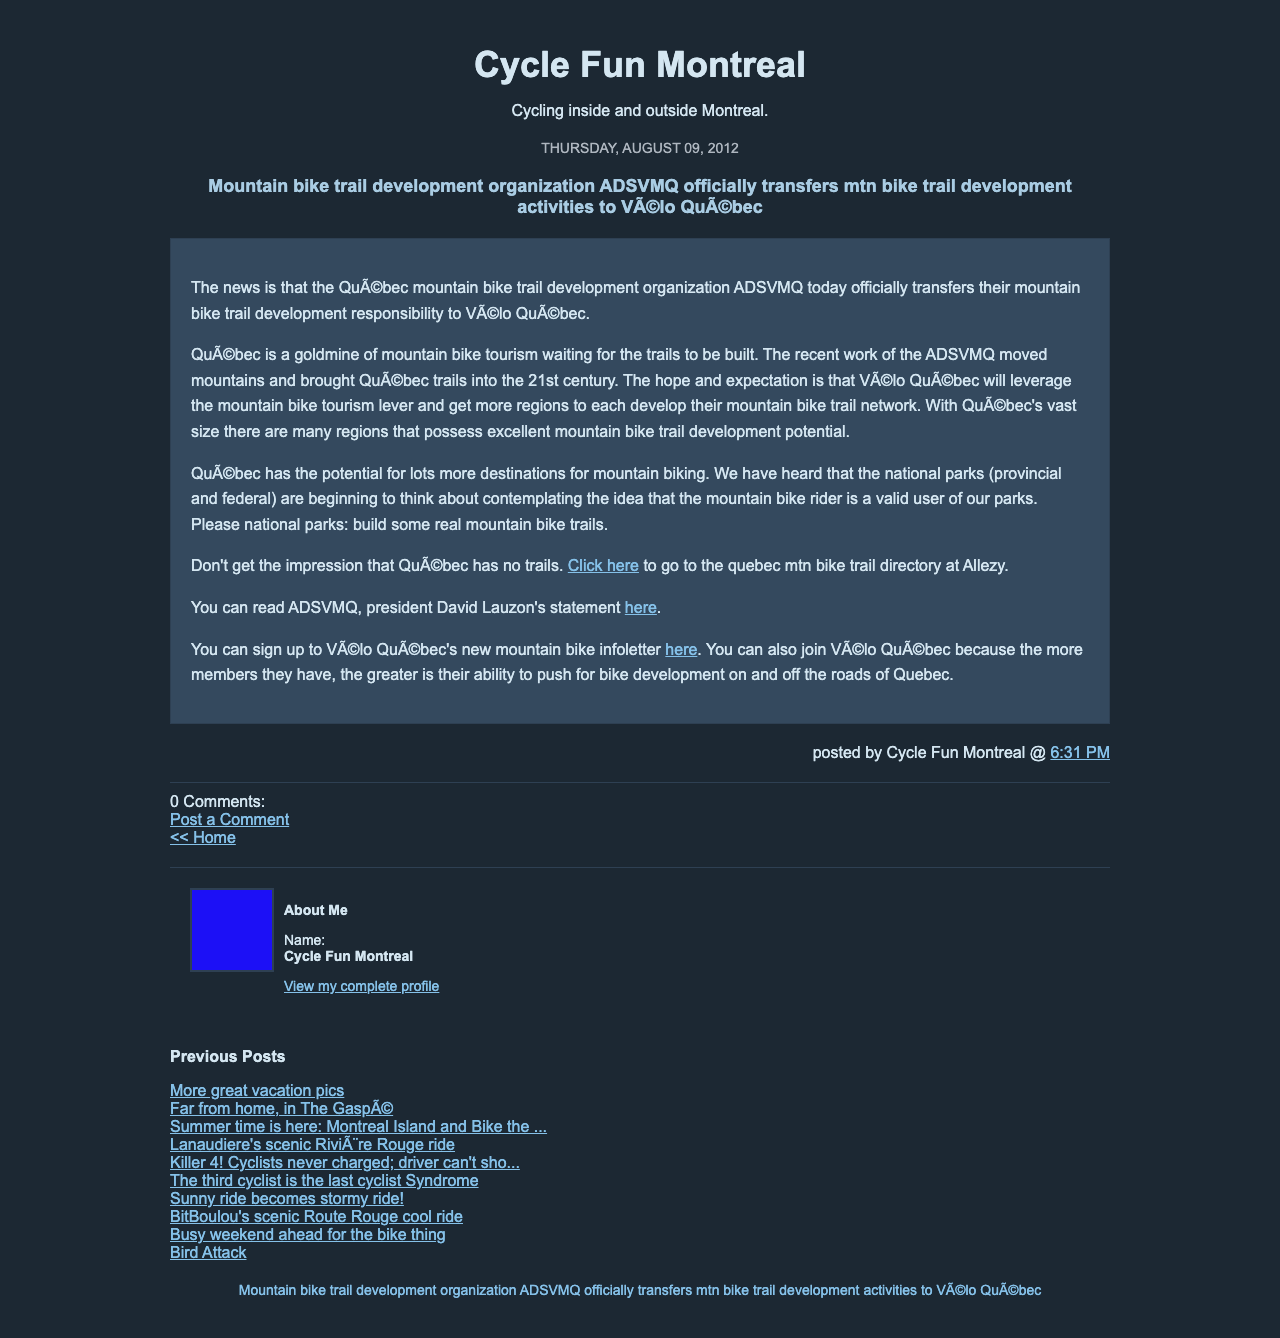 Cycle Fun Montreal
Cycling inside and outside Montreal.
THURSDAY, AUGUST 09, 2012
Mountain bike trail development organization ADSVMQ officially transfers mtn bike trail development
activities to VÃ©lo QuÃ©bec
The news is that the QuÃ©bec mountain bike trail development organization ADSVMQ today officially transfers their mountain
bike trail development responsibility to VÃ©lo QuÃ©bec.
QuÃ©bec is a goldmine of mountain bike tourism waiting for the trails to be built. The recent work of the ADSVMQ moved
mountains and brought QuÃ©bec trails into the 21st century. The hope and expectation is that VÃ©lo QuÃ©bec will leverage
the mountain bike tourism lever and get more regions to each develop their mountain bike trail network. With QuÃ©bec's vast
size there are many regions that possess excellent mountain bike trail development potential.
QuÃ©bec has the potential for lots more destinations for mountain biking. We have heard that the national parks (provincial
and federal) are beginning to think about contemplating the idea that the mountain bike rider is a valid user of our parks.
Please national parks: build some real mountain bike trails.
Don't get the impression that QuÃ©bec has no trails. Click here to go to the quebec mtn bike trail directory at Allezy.
You can read ADSVMQ, president David Lauzon's statement here.
You can sign up to VÃ©lo QuÃ©bec's new mountain bike infoletter here. You can also join VÃ©lo QuÃ©bec because the more
members they have, the greater is their ability to push for bike development on and off the roads of Quebec.
posted by Cycle Fun Montreal @ 6:31 PM
0 Comments:
Post a Comment
<< Home
About Me
Name:
Cycle Fun Montreal
View my complete profile
Previous Posts
More great vacation pics
Far from home, in The GaspÃ©
Summer time is here: Montreal Island and Bike the ...
Lanaudiere's scenic RiviÃ¨re Rouge ride
Killer 4! Cyclists never charged; driver can't sho...
The third cyclist is the last cyclist Syndrome
Sunny ride becomes stormy ride!
BitBoulou's scenic Route Rouge cool ride
Busy weekend ahead for the bike thing
Bird Attack
Mountain bike trail development organization ADSVMQ officially transfers mtn bike trail development activities to VÃ©lo QuÃ©bec